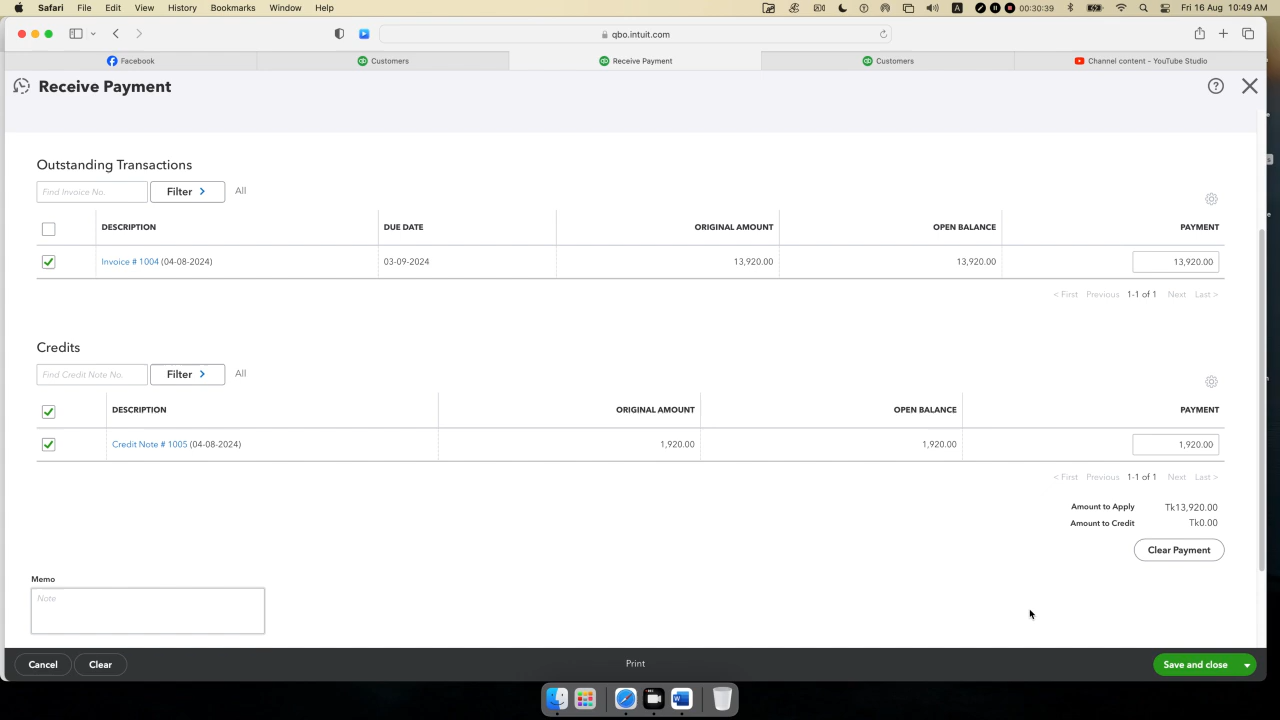 Safari File Edit View History Bookmarks Window Help A 00:30:39 Fri 16 Aug 10:49 AM
qbo.intuit.com
Facebook Customers Receive Payment Customers Channel content – YouTube Studio
Receive Payment
Outstanding Transactions
Find Invoice No. Filter All
DESCRIPTION DUE DATE ORIGINAL AMOUNT OPEN BALANCE PAYMENT
Invoice # 1004 (04-08-2024) 03-09-2024 13,920.00 13,920.00 13,920.00
< First Previous 1-1 of 1 Next Last >
Credits
Find Credit Note No. Filter All
DESCRIPTION ORIGINAL AMOUNT OPEN BALANCE PAYMENT
Credit Note # 1005 (04-08-2024) 1,920.00 1,920.00 1,920.00
< First Previous 1-1 of 1 Next Last >
Amount to Apply Tk13,920.00
Amount to Credit Tk0.00
Clear Payment
Memo
Note
Cancel Clear Print Save and close